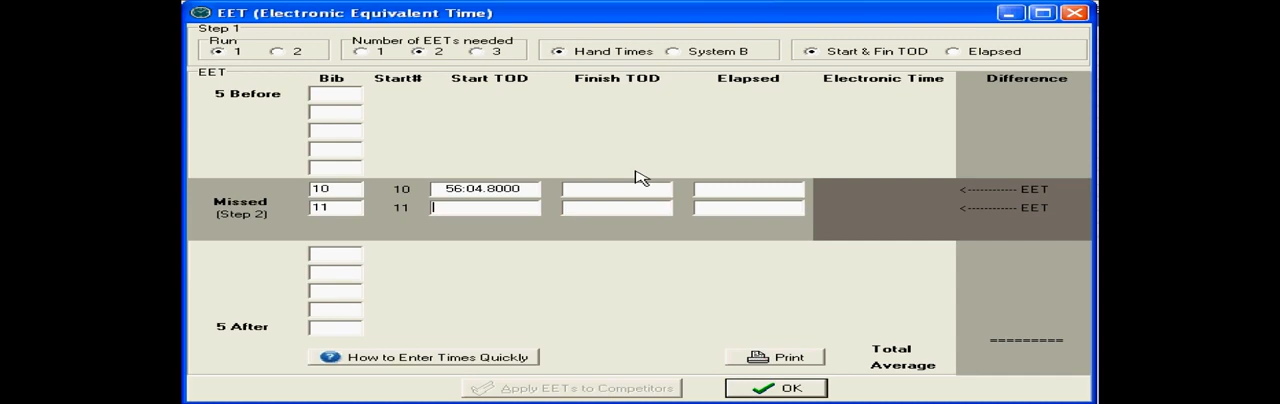 EET (Electronic Equivalent Time)
Step 1
Run
1 2
Number of EETs needed
1 2 3
Hand Times System B
Start & Fin TOD Elapsed
EET
Bib Start# Start TOD Finish TOD Elapsed Electronic Time Difference
5 Before
10 10 56:04.8000 <----------- EET
Missed
(Step 2)
11 11 <----------- EET
5 After
=========
How to Enter Times Quickly
Print
Total
Average
Apply EETs to Competitors
OK